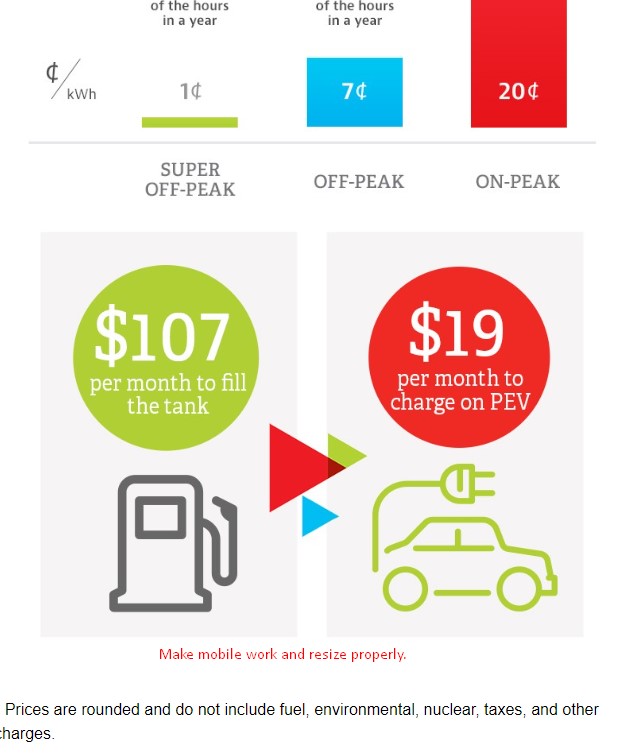 of the hours
in a year
of the hours
in a year
¢/kWh
1¢
7¢
20¢
SUPER
OFF-PEAK
OFF-PEAK
ON-PEAK
$107
per month to fill
the tank
$19
per month to
charge on PEV
Make mobile work and resize properly.
Prices are rounded and do not include fuel, environmental, nuclear, taxes, and other
charges.